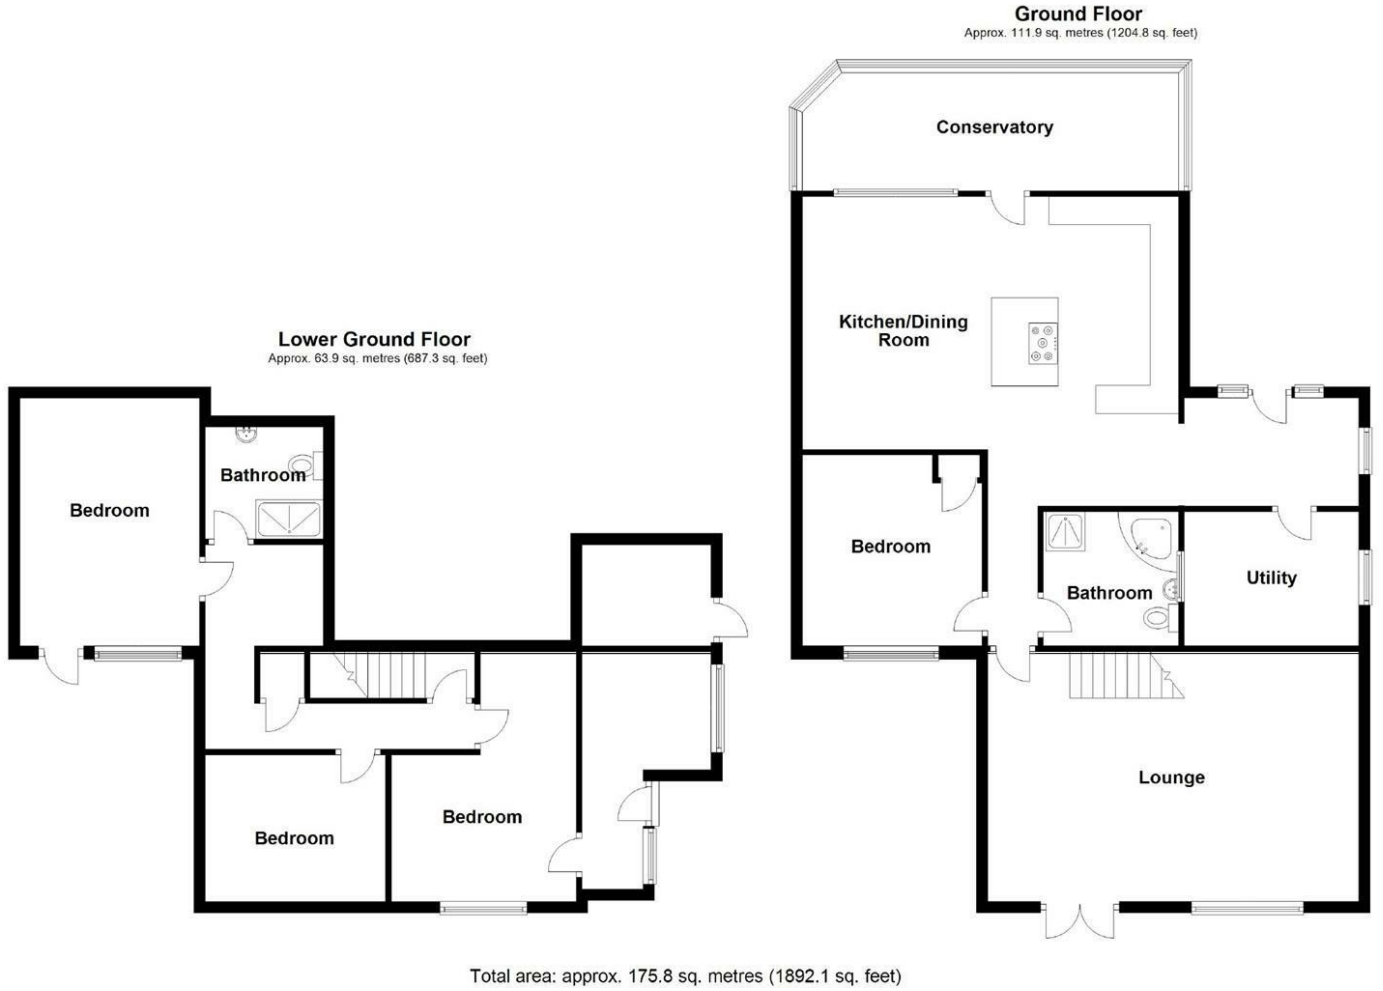 Ground Floor
Approx. 111.9 sq. metres (1204.8 sq. feet)
Conservatory
Kitchen/Dining
Room
Bedroom
Bathroom
Utility
Lounge
Lower Ground Floor
Approx. 63.9 sq. metres (687.3 sq. feet)
Bedroom
Bathroom
Bedroom
Bedroom
Total area: approx. 175.8 sq. metres (1892.1 sq. feet)